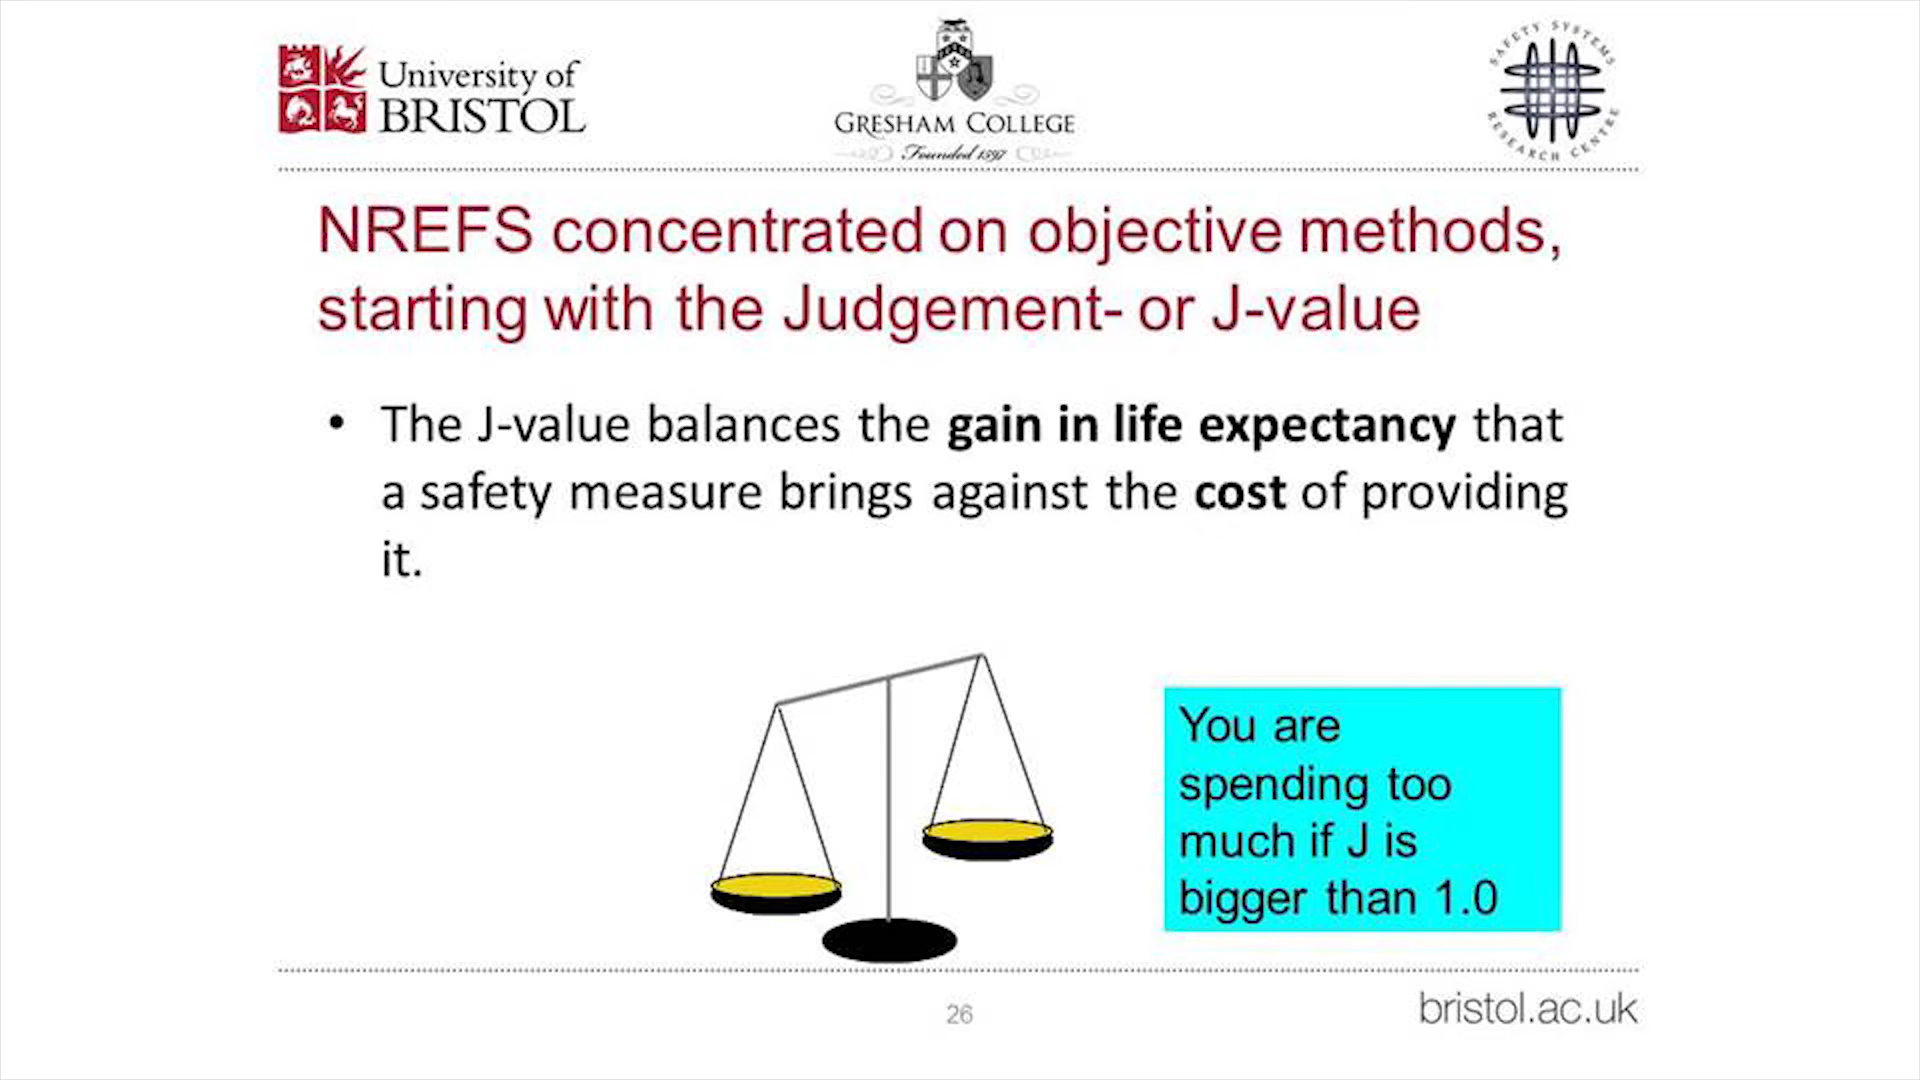 University of
BRISTOL
GRESHAM COLLEGE
Founded 1597
SAFETY SYSTEMS
RESEARCH CENTRE
NREFS concentrated on objective methods,
starting with the Judgement- or J-value
• The J-value balances the gain in life expectancy that
a safety measure brings against the cost of providing
it.
You are
spending too
much if J is
bigger than 1.0
26
bristol.ac.uk